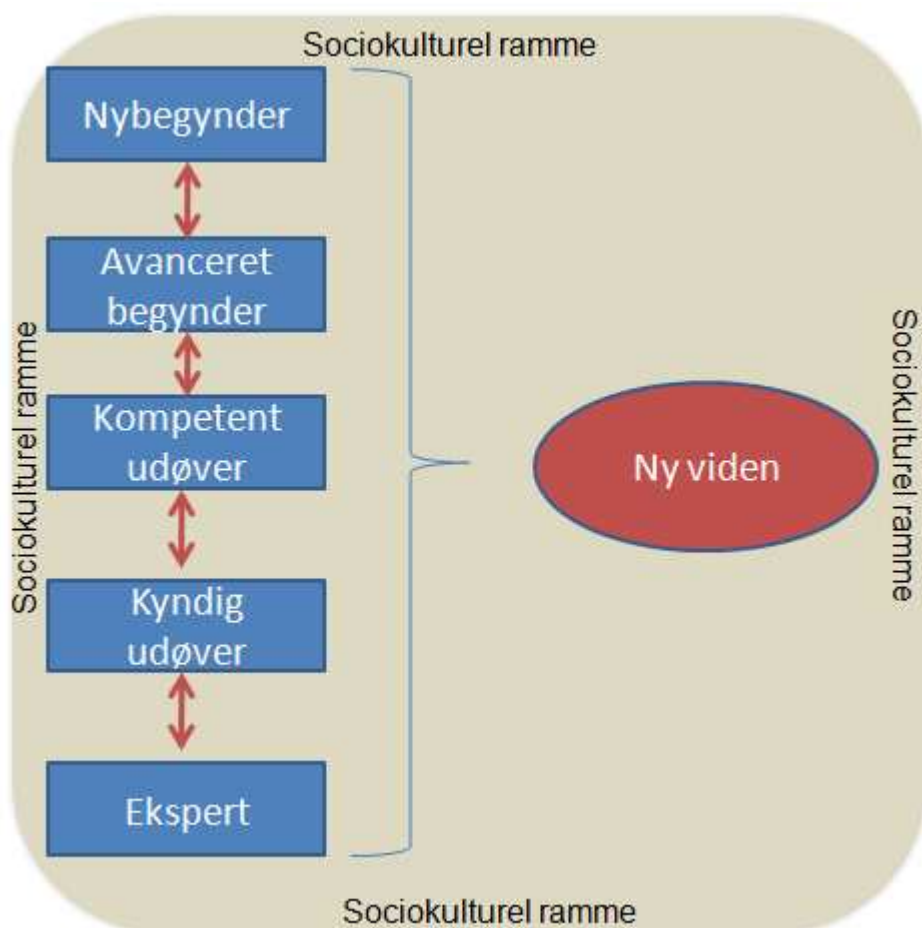 Sociokulturel ramme
Nybegynder
Avanceret
begynder
Kompetent
udøver
Kyndig
udøver
Ekspert
Sociokulturel ramme
Ny viden
Sociokulturel ramme
Sociokulturel ramme